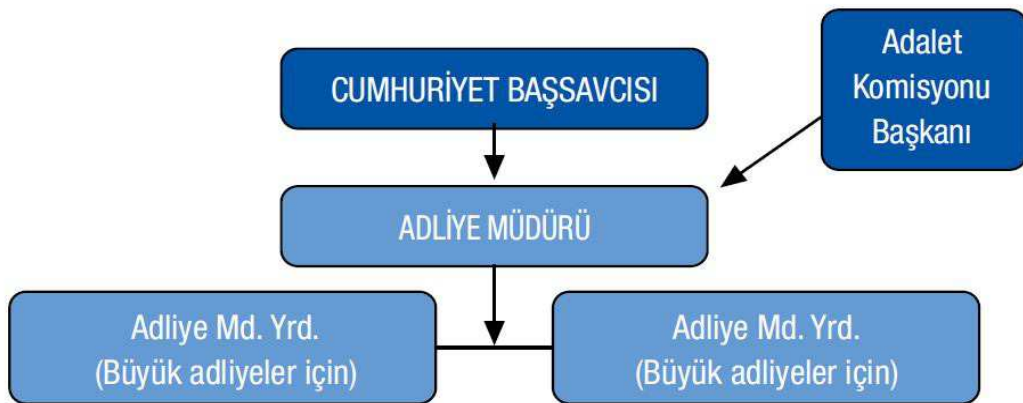 CUMHURİYET BAŞSAVCISI
Adalet
Komisyonu
Başkanı
ADLİYE MÜDÜRÜ
Adliye Md. Yrd.
(Büyük adliyeler için)
Adliye Md. Yrd.
(Büyük adliyeler için)